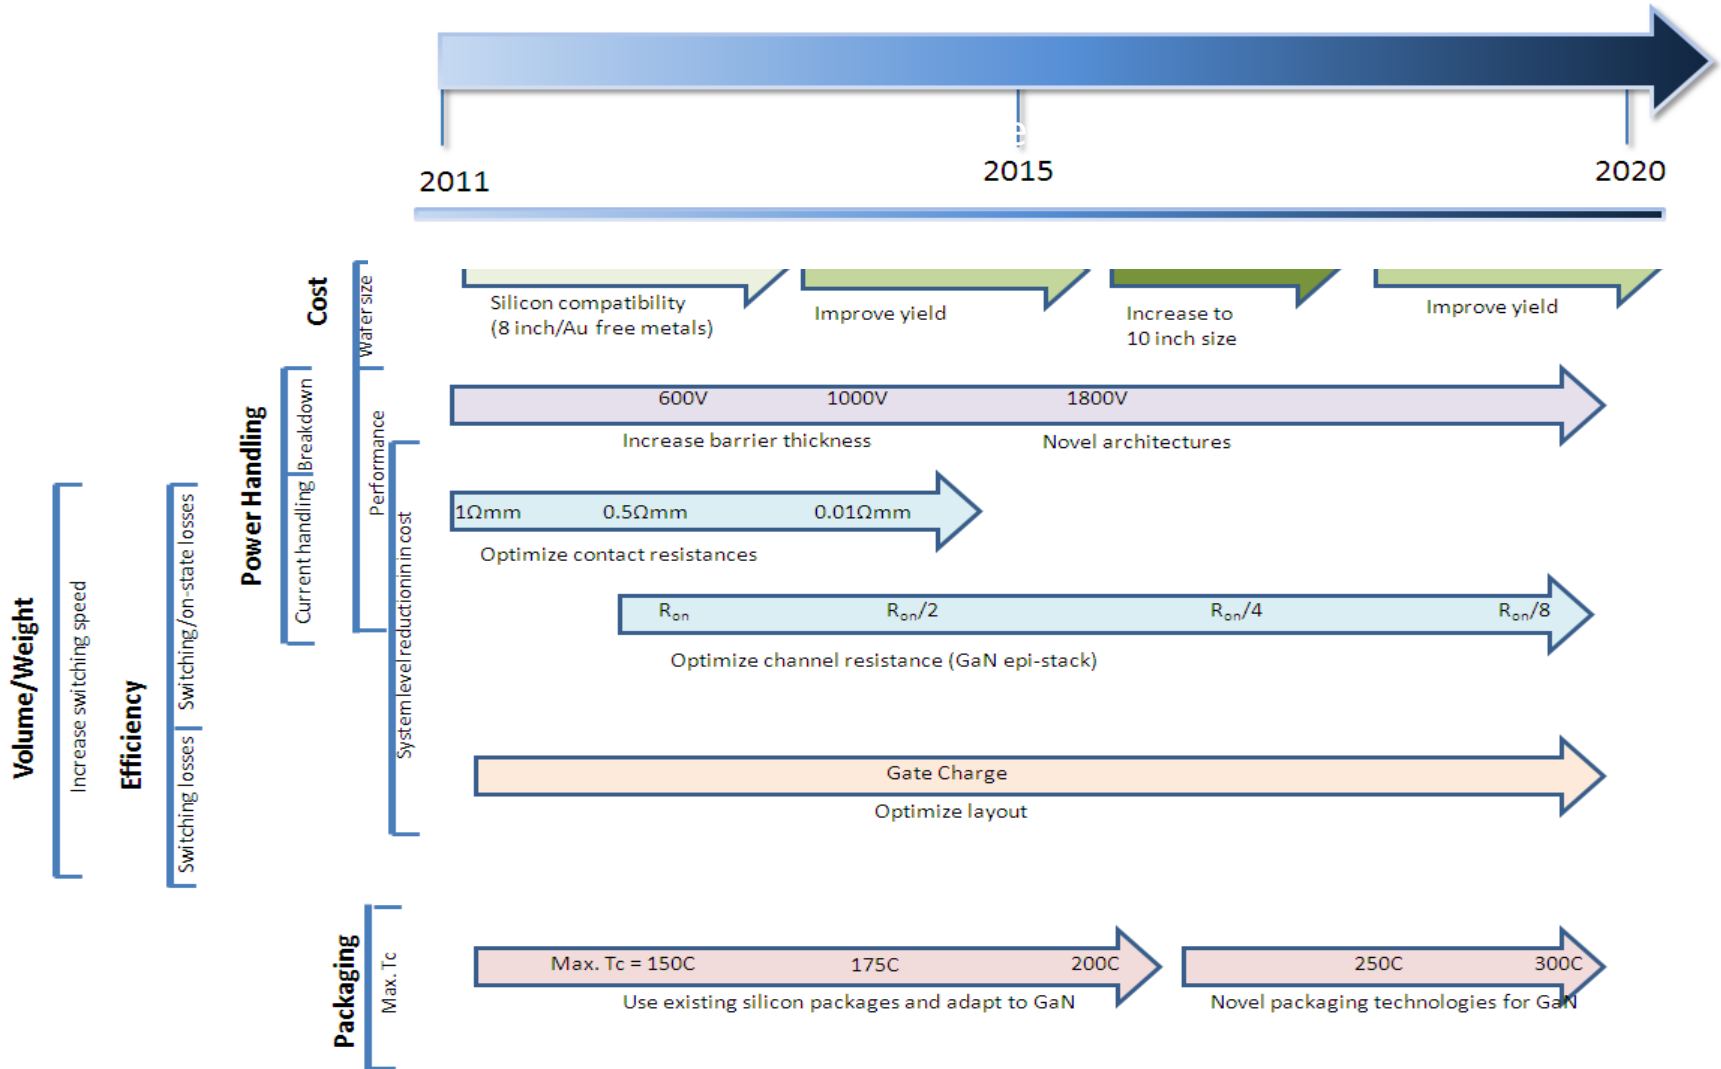 e
2011
2015
2020
Cost
Wafer size
Silicon compatibility
(8 inch/Au free metals)
Improve yield
Increase to
10 inch size
Improve yield
Power Handling
Breakdown
Current handling
Performance
600V
1000V
1800V
Increase barrier thickness
Novel architectures
1Ωmm
0.5Ωmm
0.01Ωmm
Optimize contact resistances
System level reductionin in cost
Ron
Ron/2
Ron/4
Ron/8
Optimize channel resistance (GaN epi-stack)
Volume/Weight
Increase switching speed
Efficiency
Switching/on-state losses
Switching losses
Gate Charge
Optimize layout
Packaging
Max. Tc
Max. Tc = 150C
175C
200C
250C
300C
Use existing silicon packages and adapt to GaN
Novel packaging technologies for GaN